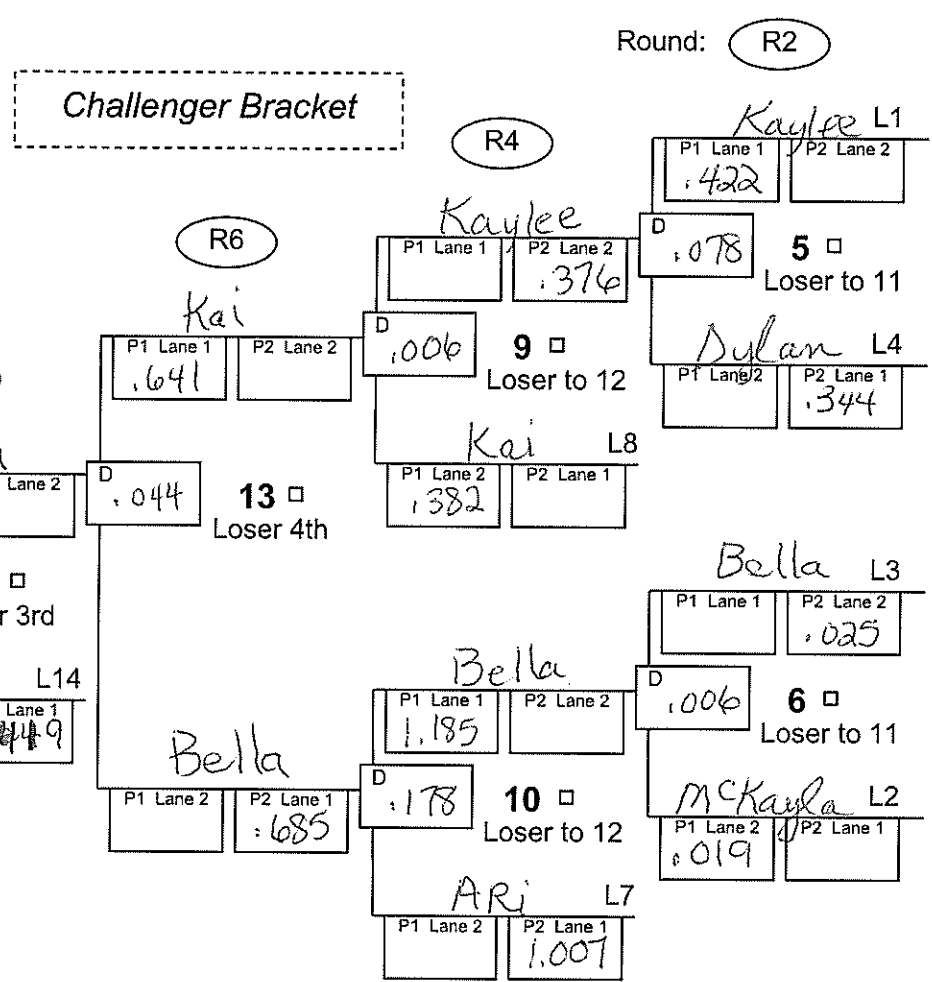 Round: R2
Challenger Bracket
Kaylee L1
R4
P1 Lane 1 P2 Lane 2
.422
Kaylee
R6
P1 Lane 1 P2 Lane 2
.376
D .078
5 □
Loser to 11
Kai
D .006
9 □
Loser to 12
Dylan L4
P1 Lane 1 P2 Lane 2
.641
P1 Lane 2 P2 Lane 1
.344
Kai L8
Lane 2
P1 Lane 2 P2 Lane 1
.382
D .044
13 □
Loser 4th
Bella L3
□
P1 Lane 1 P2 Lane 2
.025
3rd
Bella
L14
D .006
6 □
Loser to 11
Lane 1
P1 Lane 1 P2 Lane 2
1.185
Bella
D .178
10 □
Loser to 12
McKayla L2
P1 Lane 2 P2 Lane 1
.685
P1 Lane 2 P2 Lane 1
.019
ARi L7
P1 Lane 2 P2 Lane 1
1.007